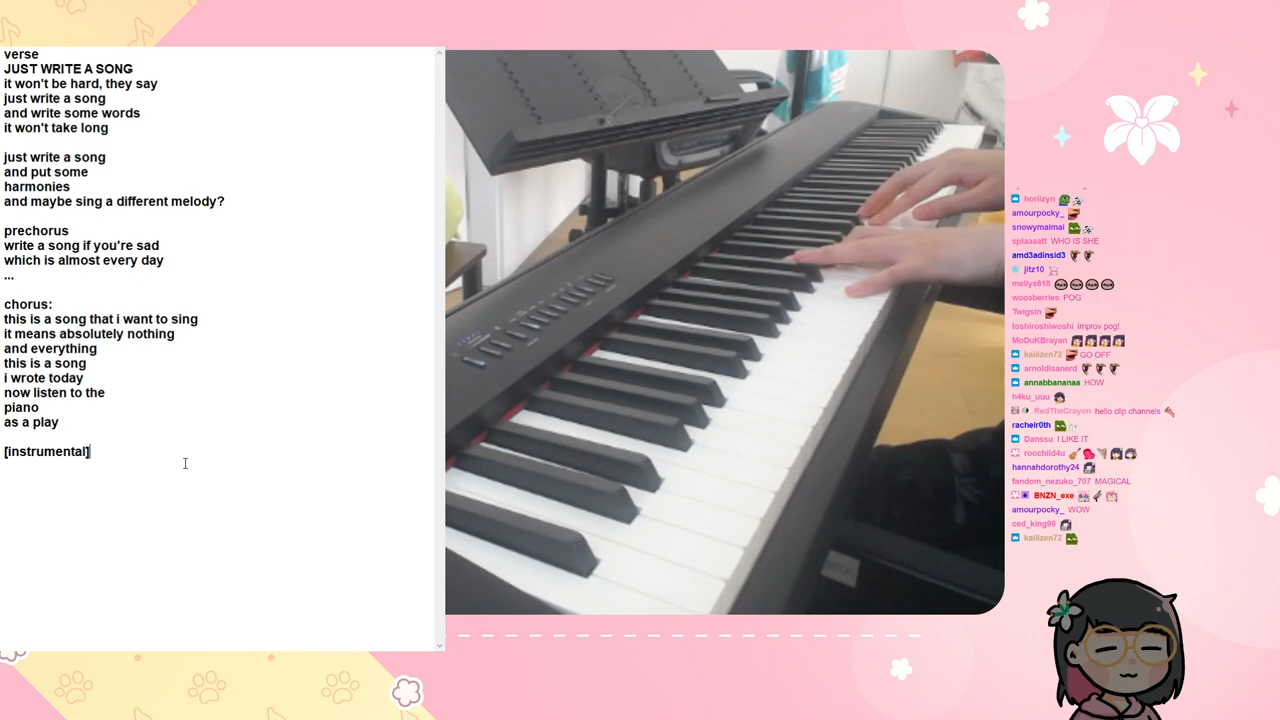 verse
JUST WRITE A SONG
it won't be hard, they say
just write a song
and write some words
it won't take long
just write a song
and put some
harmonies
and maybe sing a different melody?
prechorus
write a song if you're sad
which is almost every day
...
chorus:
this is a song that i want to sing
it means absolutely nothing
and everything
this is a song
i wrote today
now listen to the
piano
as a play
[instrumental]
horiizyn
amourpocky_
snowymaimai
splaaaatt WHO IS SHE
amd3adinsid3
jitz10
mellys618
woosberries POG
Twigsin
toshiroshiwoshi improv pog!
MoDuKBrayan
kaiiizen72 GO OFF
arnoldisanerd
annabbananaa HOW
h4ku_uuu
RedTheCrayon hello clip channels
rachelr0th
Danssu I LIKE IT
roochild4u
hannahdorothy24
fandom_nezuko_707 MAGICAL
BNZN_exe
amourpocky_ WOW
ced_king99
kaiiizen72